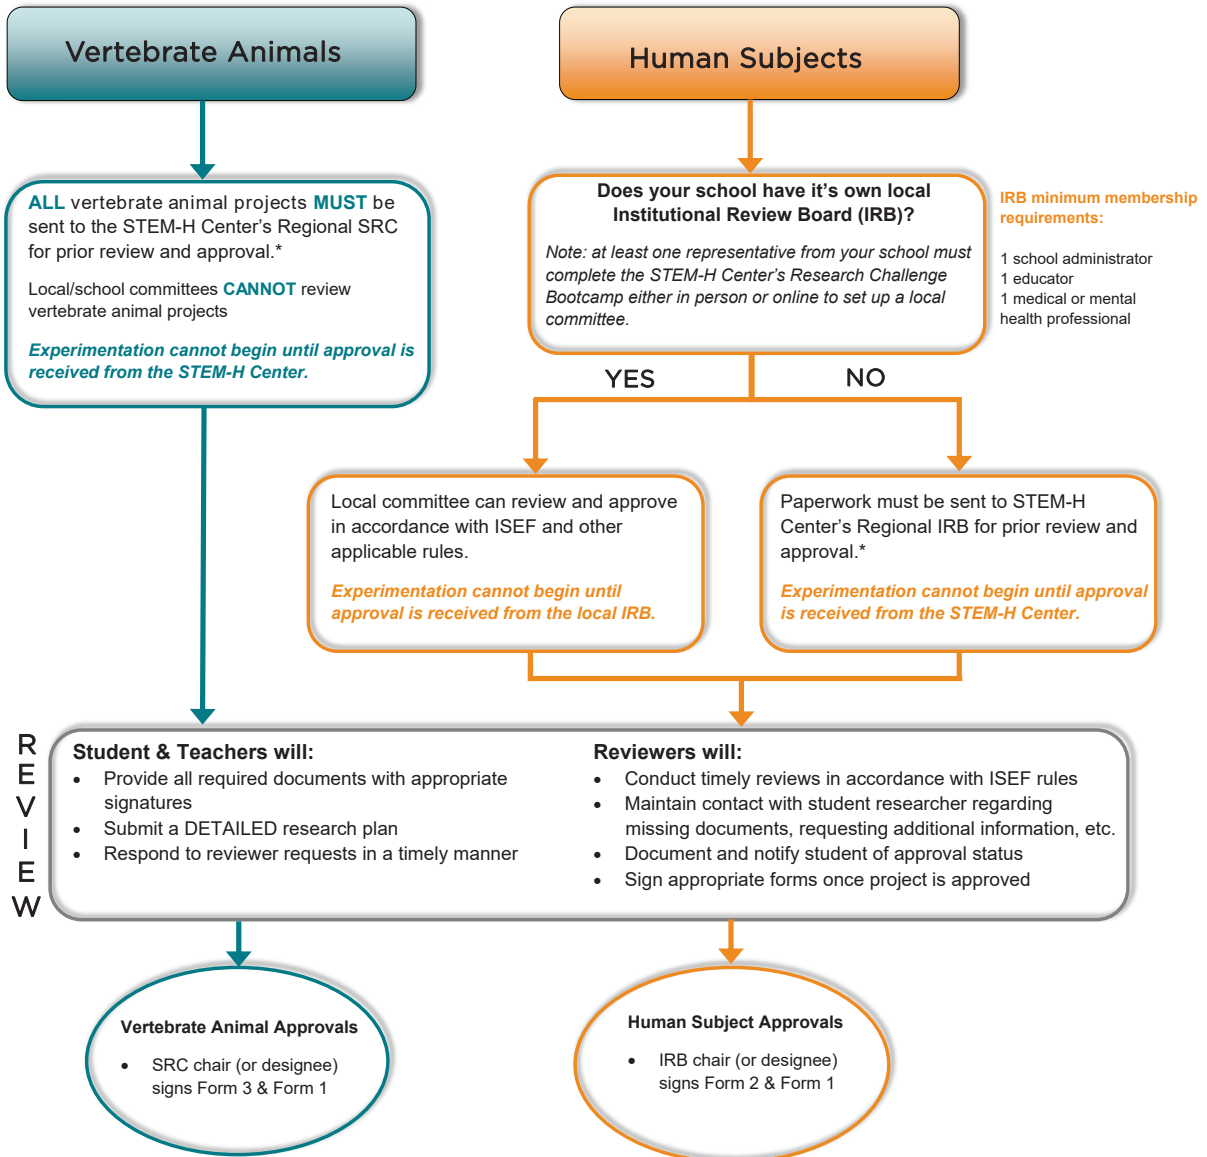 Vertebrate Animals
Human Subjects
ALL vertebrate animal projects MUST be
sent to the STEM-H Center's Regional SRC
for prior review and approval.*
Local/school committees CANNOT review
vertebrate animal projects
Experimentation cannot begin until approval is
received from the STEM-H Center.
Does your school have it's own local
Institutional Review Board (IRB)?
Note: at least one representative from your school must
complete the STEM-H Center's Research Challenge
Bootcamp either in person or online to set up a local
committee.
IRB minimum membership
requirements:
1 school administrator
1 educator
1 medical or mental
health professional
YES
NO
Local committee can review and approve
in accordance with ISEF and other
applicable rules.
Experimentation cannot begin until
approval is received from the local IRB.
Paperwork must be sent to STEM-H
Center's Regional IRB for prior review and
approval.*
Experimentation cannot begin until approval
is received from the STEM-H Center.
REVIEW
Student & Teachers will:
• Provide all required documents with appropriate
signatures
• Submit a DETAILED research plan
• Respond to reviewer requests in a timely manner
Reviewers will:
• Conduct timely reviews in accordance with ISEF rules
• Maintain contact with student researcher regarding
missing documents, requesting additional information, etc.
• Document and notify student of approval status
• Sign appropriate forms once project is approved
Vertebrate Animal Approvals
• SRC chair (or designee)
signs Form 3 & Form 1
Human Subject Approvals
• IRB chair (or designee)
signs Form 2 & Form 1